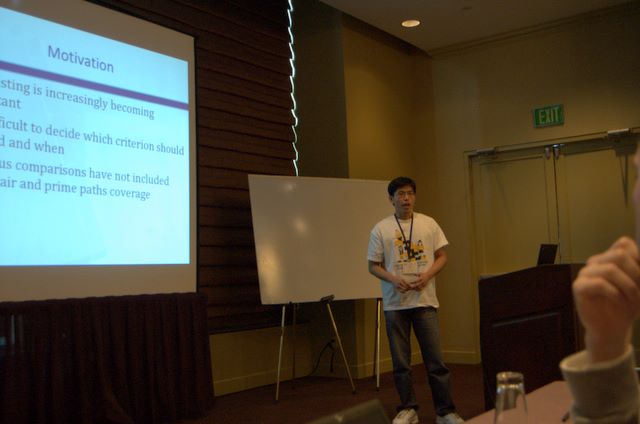 Motivation
sting is increasingly becoming
tant
ficult to decide which criterion should
d and when
us comparisons have not included
air and prime paths coverage
EXIT